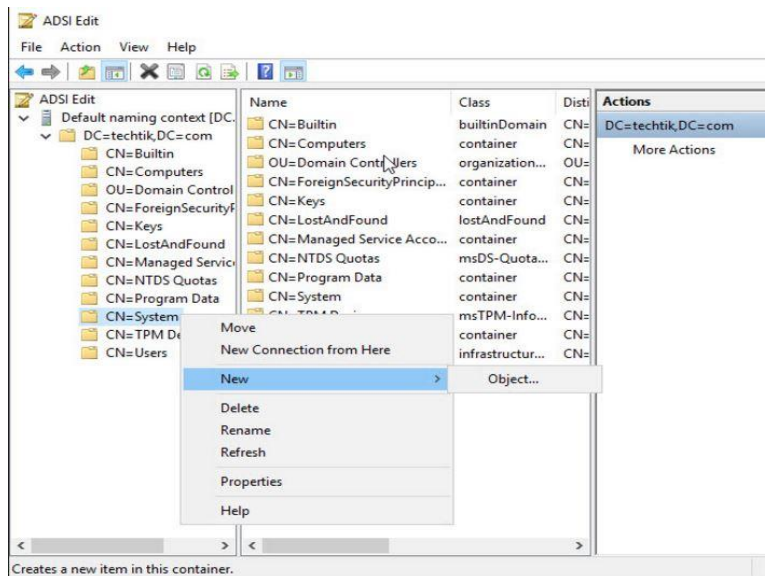 ADSI Edit
File Action View Help
ADSI Edit
Default naming context [DC.
DC=techtik,DC=com
CN=Builtin
CN=Computers
OU=Domain Control
CN=ForeignSecurityP
CN=Keys
CN=LostAndFound
CN=Managed Servic
CN=NTDS Quotas
CN=Program Data
CN=System
CN=TPM De
CN=Users
Name Class Disti
CN=Builtin builtinDomain CN=
CN=Computers container CN=
OU=Domain Controllers organization... OU=
CN=ForeignSecurityPrincip... container CN=
CN=Keys container CN=
CN=LostAndFound lostAndFound CN=
CN=Managed Service Acco... container CN=
CN=NTDS Quotas msDS-Quota... CN=
CN=Program Data container CN=
CN=System container CN=
msTPM-Info... CN=
container CN=
infrastructur... CN=
Actions
DC=techtik,DC=com
More Actions
Move
New Connection from Here
New
Object...
Delete
Rename
Refresh
Properties
Help
Creates a new item in this container.